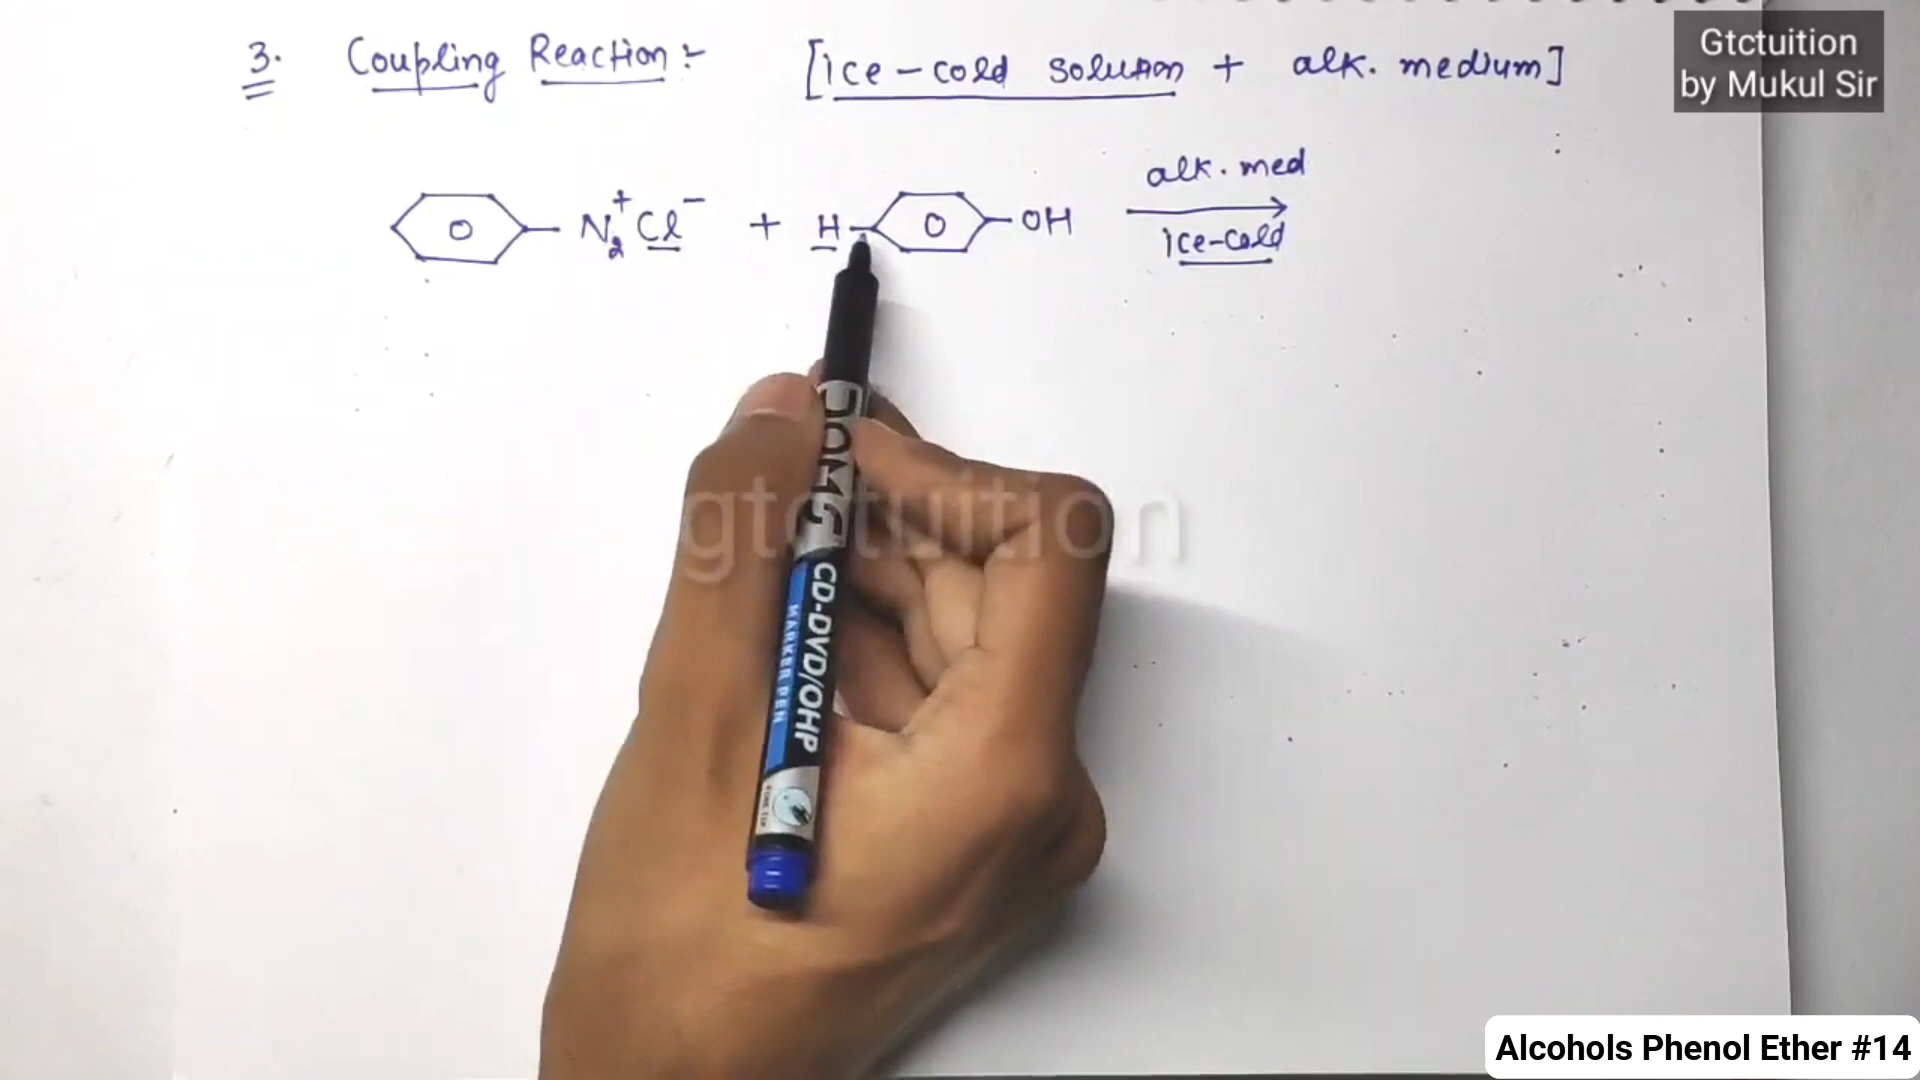 3. Coupling Reaction :- [ice-cold solution + alk. medium]
Gtctuition
by Mukul Sir
alk. med
O - N₂⁺Cl⁻ + H - O - OH →
ice-cold
gtctuition
DOMS CD-DVD/OHP
MARKER PEN
Alcohols Phenol Ether #14